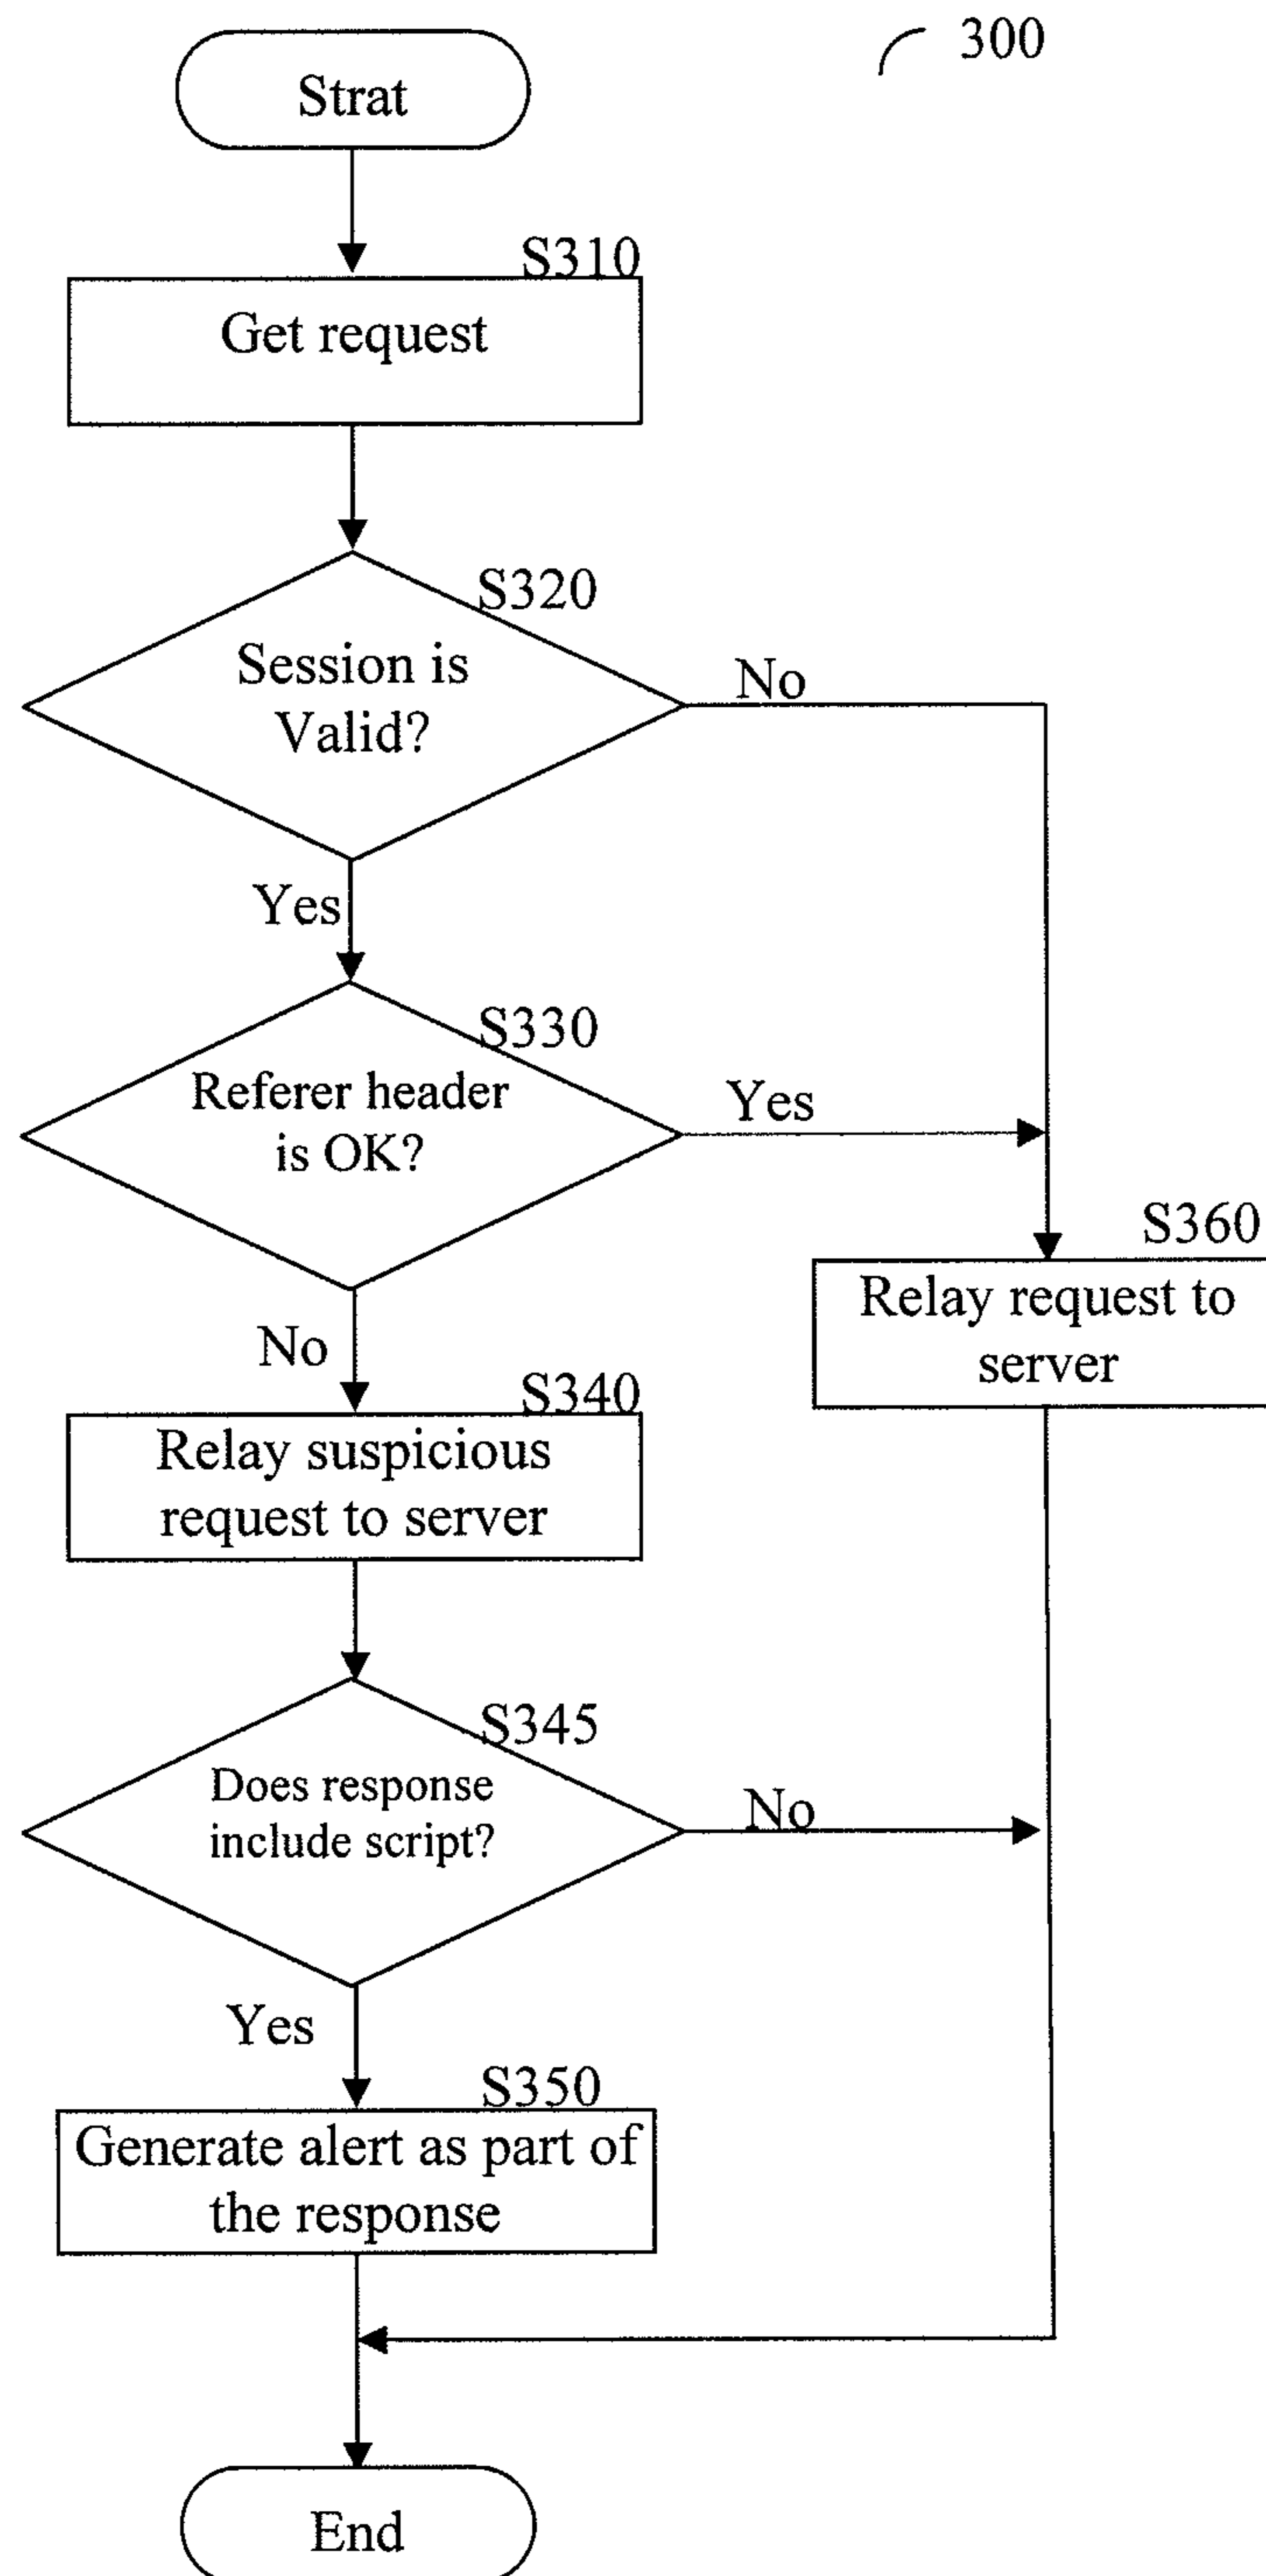 300
Strat
S310
Get request
S320
Session is
Valid?
No
Yes
S330
Referer header
is OK?
Yes
S360
Relay request to
server
No
S340
Relay suspicious
request to server
S345
Does response
include script?
No
Yes
S350
Generate alert as part of
the response
End